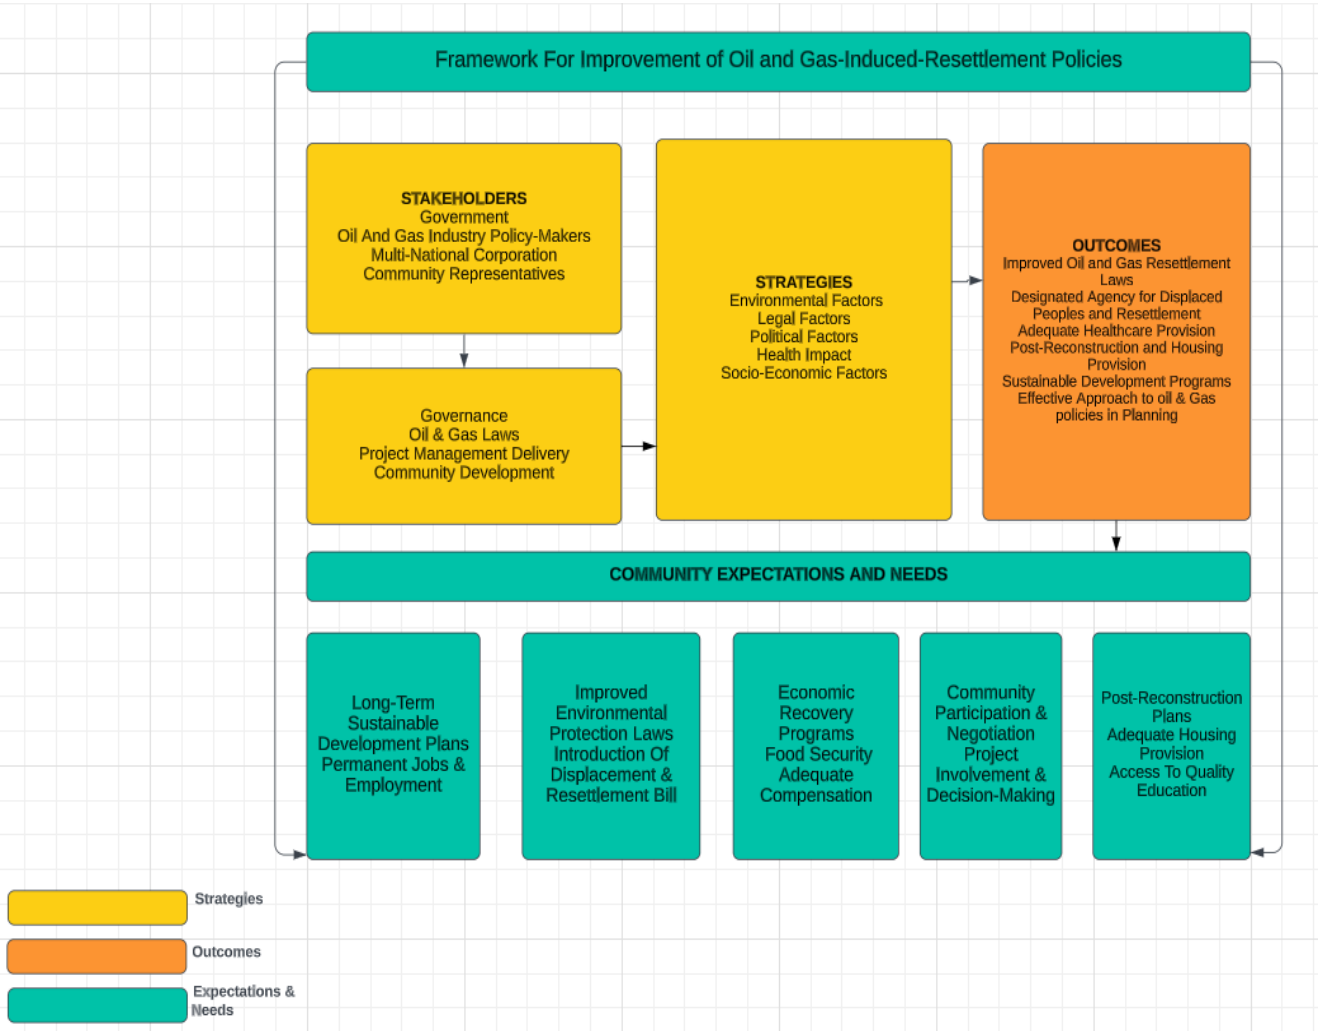 Framework For Improvement of Oil and Gas-Induced-Resettlement Policies
STAKEHOLDERS
Government
Oil And Gas Industry Policy-Makers
Multi-National Corporation
Community Representatives
Governance
Oil & Gas Laws
Project Management Delivery
Community Development
STRATEGIES
Environmental Factors
Legal Factors
Political Factors
Health Impact
Socio-Economic Factors
OUTCOMES
Improved Oil and Gas Resettlement
Laws
Designated Agency for Displaced
Peoples and Resettlement
Adequate Healthcare Provision
Post-Reconstruction and Housing
Provision
Sustainable Development Programs
Effective Approach to oil & Gas
policies in Planning
COMMUNITY EXPECTATIONS AND NEEDS
Long-Term
Sustainable
Development Plans
Permanent Jobs &
Employment
Improved
Environmental
Protection Laws
Introduction Of
Displacement &
Resettlement Bill
Economic
Recovery
Programs
Food Security
Adequate
Compensation
Community
Participation &
Negotiation
Project
Involvement &
Decision-Making
Post-Reconstruction
Plans
Adequate Housing
Provision
Access To Quality
Education
Strategies
Outcomes
Expectations &
Needs